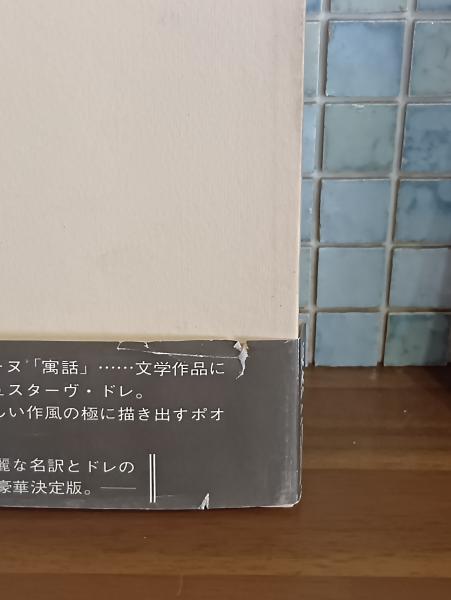 ーヌ「寓話」……文学作品に
ュスターヴ・ドレ。
しい作風の極に描き出すポオ
麗な名訳とドレの
豪華決定版。――